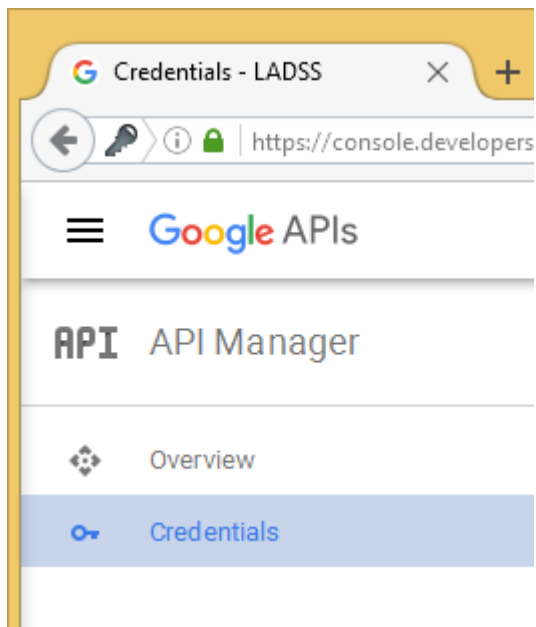 Credentials - LADSS
https://console.developers
Google APIs
API API Manager
Overview
Credentials